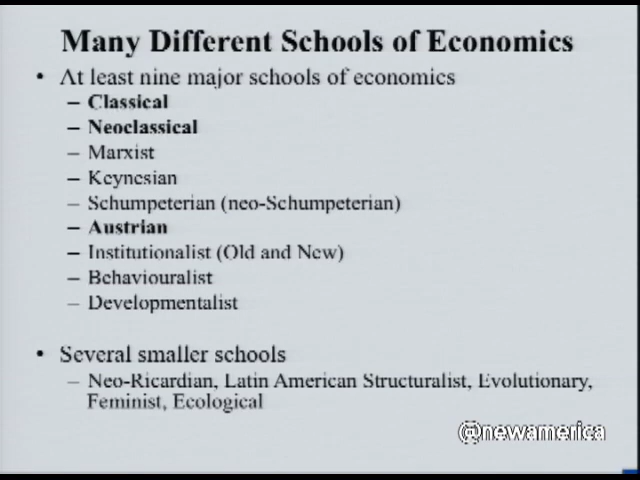 Many Different Schools of Economics
• At least nine major schools of economics
– Classical
– Neoclassical
– Marxist
– Keynesian
– Schumpeterian (neo-Schumpeterian)
– Austrian
– Institutionalist (Old and New)
– Behaviouralist
– Developmentalist
• Several smaller schools
– Neo-Ricardian, Latin American Structuralist, Evolutionary,
Feminist, Ecological
@newamerica